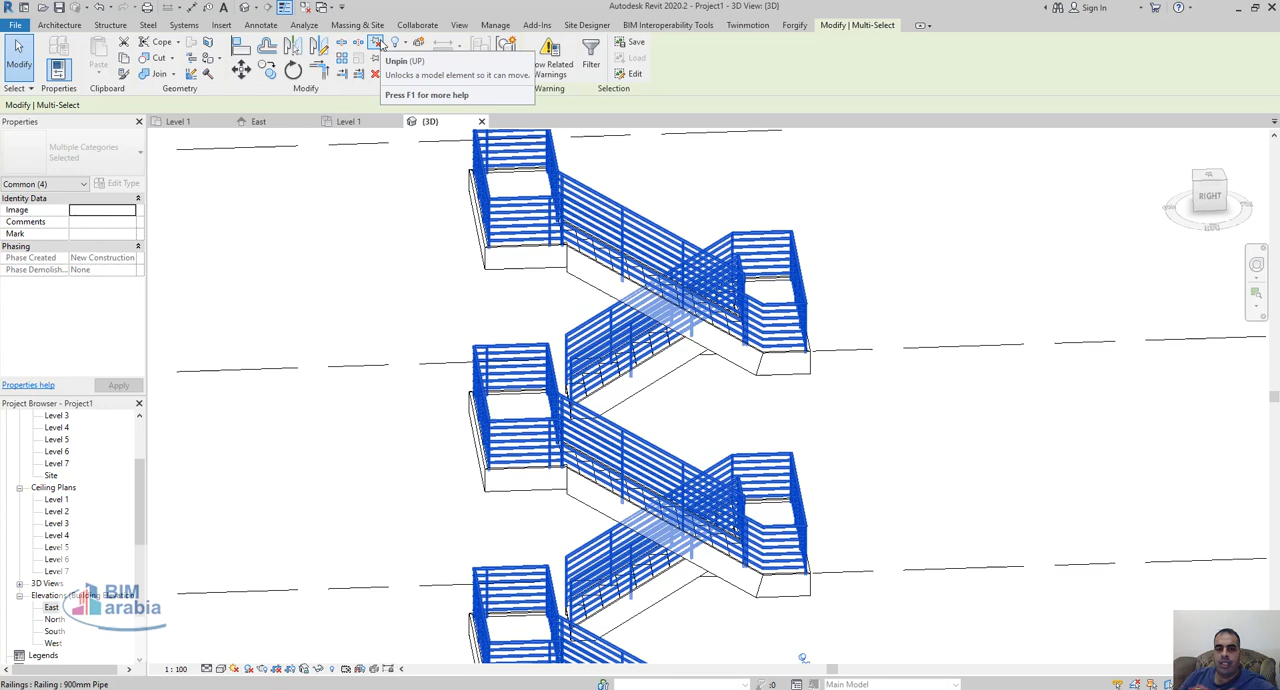 Autodesk Revit 2020.2 - Project1 - 3D View: {3D}
Sign In
File Architecture Structure Steel Systems Insert Annotate Analyze Massing & Site Collaborate View Manage Add-Ins Site Designer BIM Interoperability Tools Twinmotion Forgify Modify | Multi-Select
Modify
Paste
Cope
Cut
Join
Save
Load
Edit
ow Related
Warnings
Filter
Select Properties Clipboard Geometry Modify Warning Selection
Unpin (UP)
Unlocks a model element so it can move.
Press F1 for more help
Modify | Multi-Select
Properties
Level 1 East Level 1 {3D}
Multiple Categories
Selected
Common (4) Edit Type
Identity Data
Image
Comments
Mark
Phasing
Phase Created New Construction
Phase Demolish... None
Properties help Apply
RIGHT
Project Browser - Project1
Level 3
Level 4
Level 5
Level 6
Level 7
Site
Ceiling Plans
Level 1
Level 2
Level 3
Level 4
Level 5
Level 6
Level 7
3D Views
Elevations (Building Elevation
East
North
South
West
Legends
BIM
arabia
1 : 100
Railings : Railing : 900mm Pipe
:0 Main Model